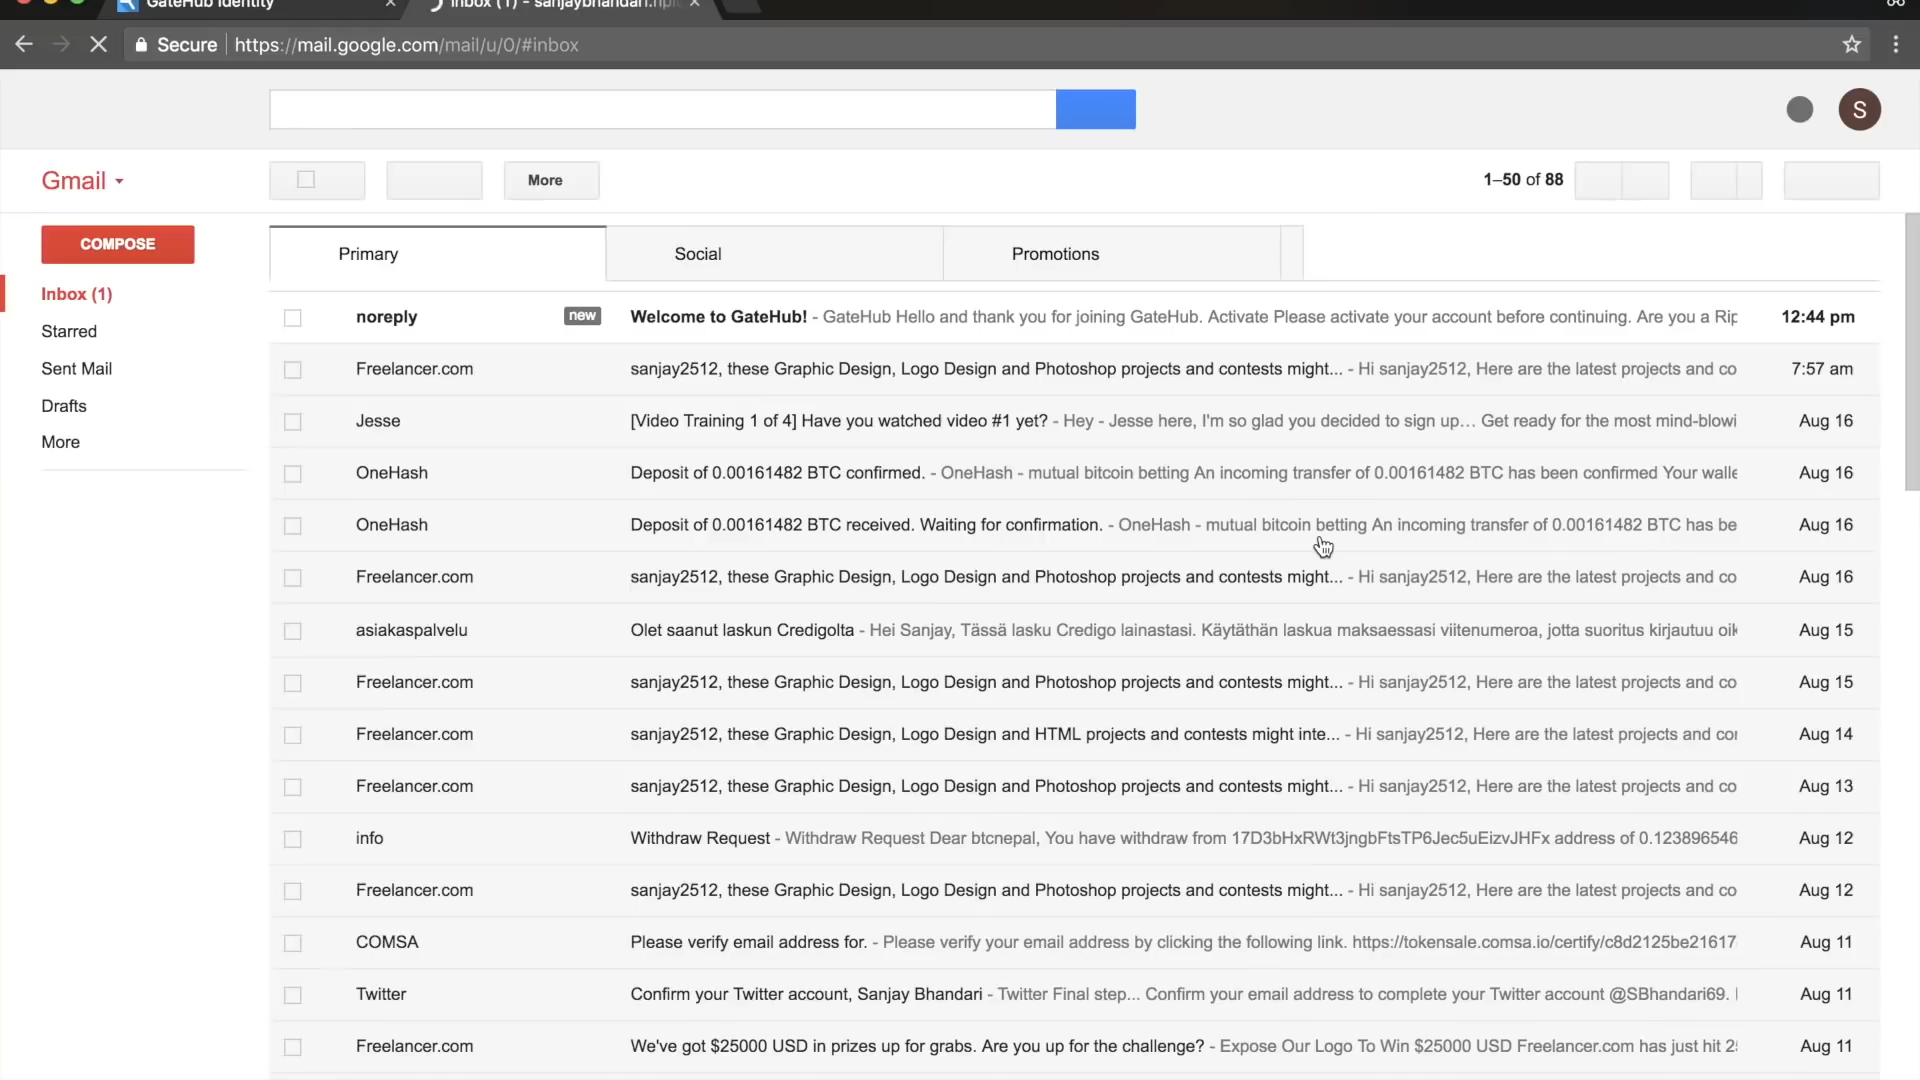 GateHub Identity
Inbox (1) - sanjaybhandari.npl
Secure https://mail.google.com/mail/u/0/#inbox
S
Gmail
More
1–50 of 88
COMPOSE
Inbox (1)
Starred
Sent Mail
Drafts
More
Primary
Social
Promotions
noreply new Welcome to GateHub! - GateHub Hello and thank you for joining GateHub. Activate Please activate your account before continuing. Are you a Rip 12:44 pm
Freelancer.com sanjay2512, these Graphic Design, Logo Design and Photoshop projects and contests might... - Hi sanjay2512, Here are the latest projects and co 7:57 am
Jesse [Video Training 1 of 4] Have you watched video #1 yet? - Hey - Jesse here, I'm so glad you decided to sign up… Get ready for the most mind-blowi Aug 16
OneHash Deposit of 0.00161482 BTC confirmed. - OneHash - mutual bitcoin betting An incoming transfer of 0.00161482 BTC has been confirmed Your walle Aug 16
OneHash Deposit of 0.00161482 BTC received. Waiting for confirmation. - OneHash - mutual bitcoin betting An incoming transfer of 0.00161482 BTC has be Aug 16
Freelancer.com sanjay2512, these Graphic Design, Logo Design and Photoshop projects and contests might... - Hi sanjay2512, Here are the latest projects and co Aug 16
asiakaspalvelu Olet saanut laskun Credigolta - Hei Sanjay, Tässä lasku Credigo lainastasi. Käytäthän laskua maksaessasi viitenumeroa, jotta suoritus kirjautuu oik Aug 15
Freelancer.com sanjay2512, these Graphic Design, Logo Design and Photoshop projects and contests might... - Hi sanjay2512, Here are the latest projects and co Aug 15
Freelancer.com sanjay2512, these Graphic Design, Logo Design and HTML projects and contests might inte... - Hi sanjay2512, Here are the latest projects and cor Aug 14
Freelancer.com sanjay2512, these Graphic Design, Logo Design and Photoshop projects and contests might... - Hi sanjay2512, Here are the latest projects and co Aug 13
info Withdraw Request - Withdraw Request Dear btcnepal, You have withdraw from 17D3bHxRWt3jngbFtsTP6Jec5uEizvJHFx address of 0.123896546 Aug 12
Freelancer.com sanjay2512, these Graphic Design, Logo Design and Photoshop projects and contests might... - Hi sanjay2512, Here are the latest projects and co Aug 12
COMSA Please verify email address for. - Please verify your email address by clicking the following link. https://tokensale.comsa.io/certify/c8d2125be21617 Aug 11
Twitter Confirm your Twitter account, Sanjay Bhandari - Twitter Final step... Confirm your email address to complete your Twitter account @SBhandari69. Aug 11
Freelancer.com We've got $25000 USD in prizes up for grabs. Are you up for the challenge? - Expose Our Logo To Win $25000 USD Freelancer.com has just hit 2 Aug 11